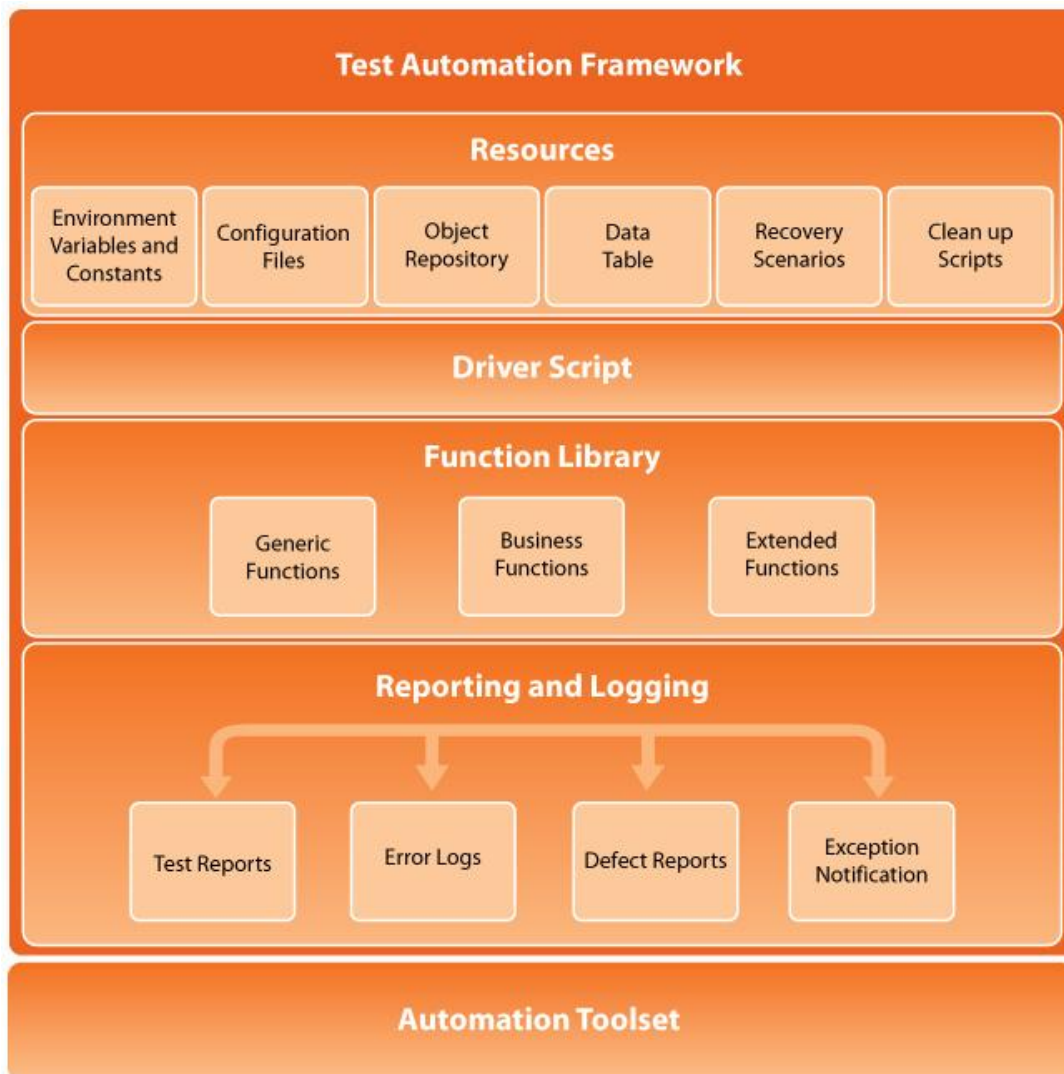 Test Automation Framework
Resources
Environment
Variables and
Constants
Configuration
Files
Object
Repository
Data
Table
Recovery
Scenarios
Clean up
Scripts
Driver Script
Function Library
Generic
Functions
Business
Functions
Extended
Functions
Reporting and Logging
Test Reports
Error Logs
Defect Reports
Exception
Notification
Automation Toolset